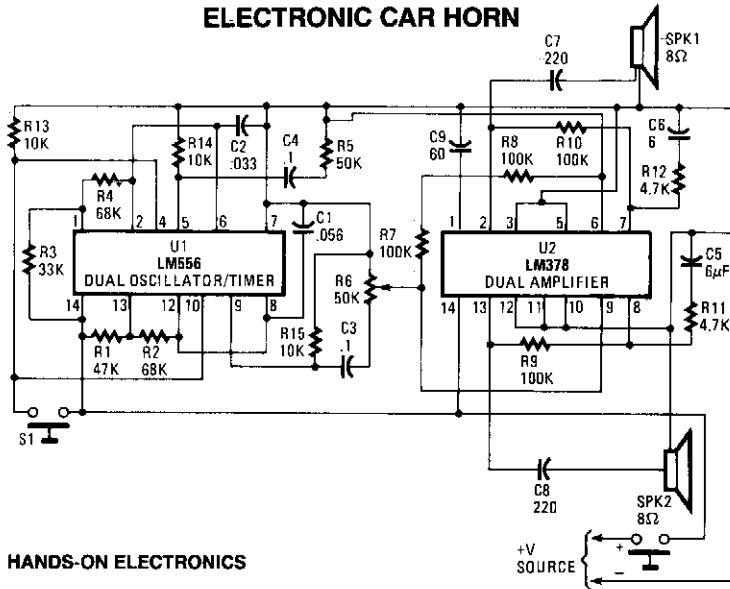 ELECTRONIC CAR HORN
C7
220
SPK1
8Ω
R13
10K
R14
10K
C2
.033
C4
.1
R5
50K
C9
60
R8
100K
R10
100K
C6
6
R12
4.7K
R4
68K
R3
33K
1
2
4
5
6
7
U1
LM556
DUAL OSCILLATOR/TIMER
14
13
12
10
9
8
C1
.056
R7
100K
R6
50K
R15
10K
C3
.1
1
2
3
5
6
7
U2
LM378
DUAL AMPLIFIER
14
13
12
11
10
9
8
C5
6µF
R11
4.7K
R1
47K
R2
68K
R9
100K
S1
C8
220
SPK2
8Ω
+V
SOURCE
+
–
HANDS-ON ELECTRONICS